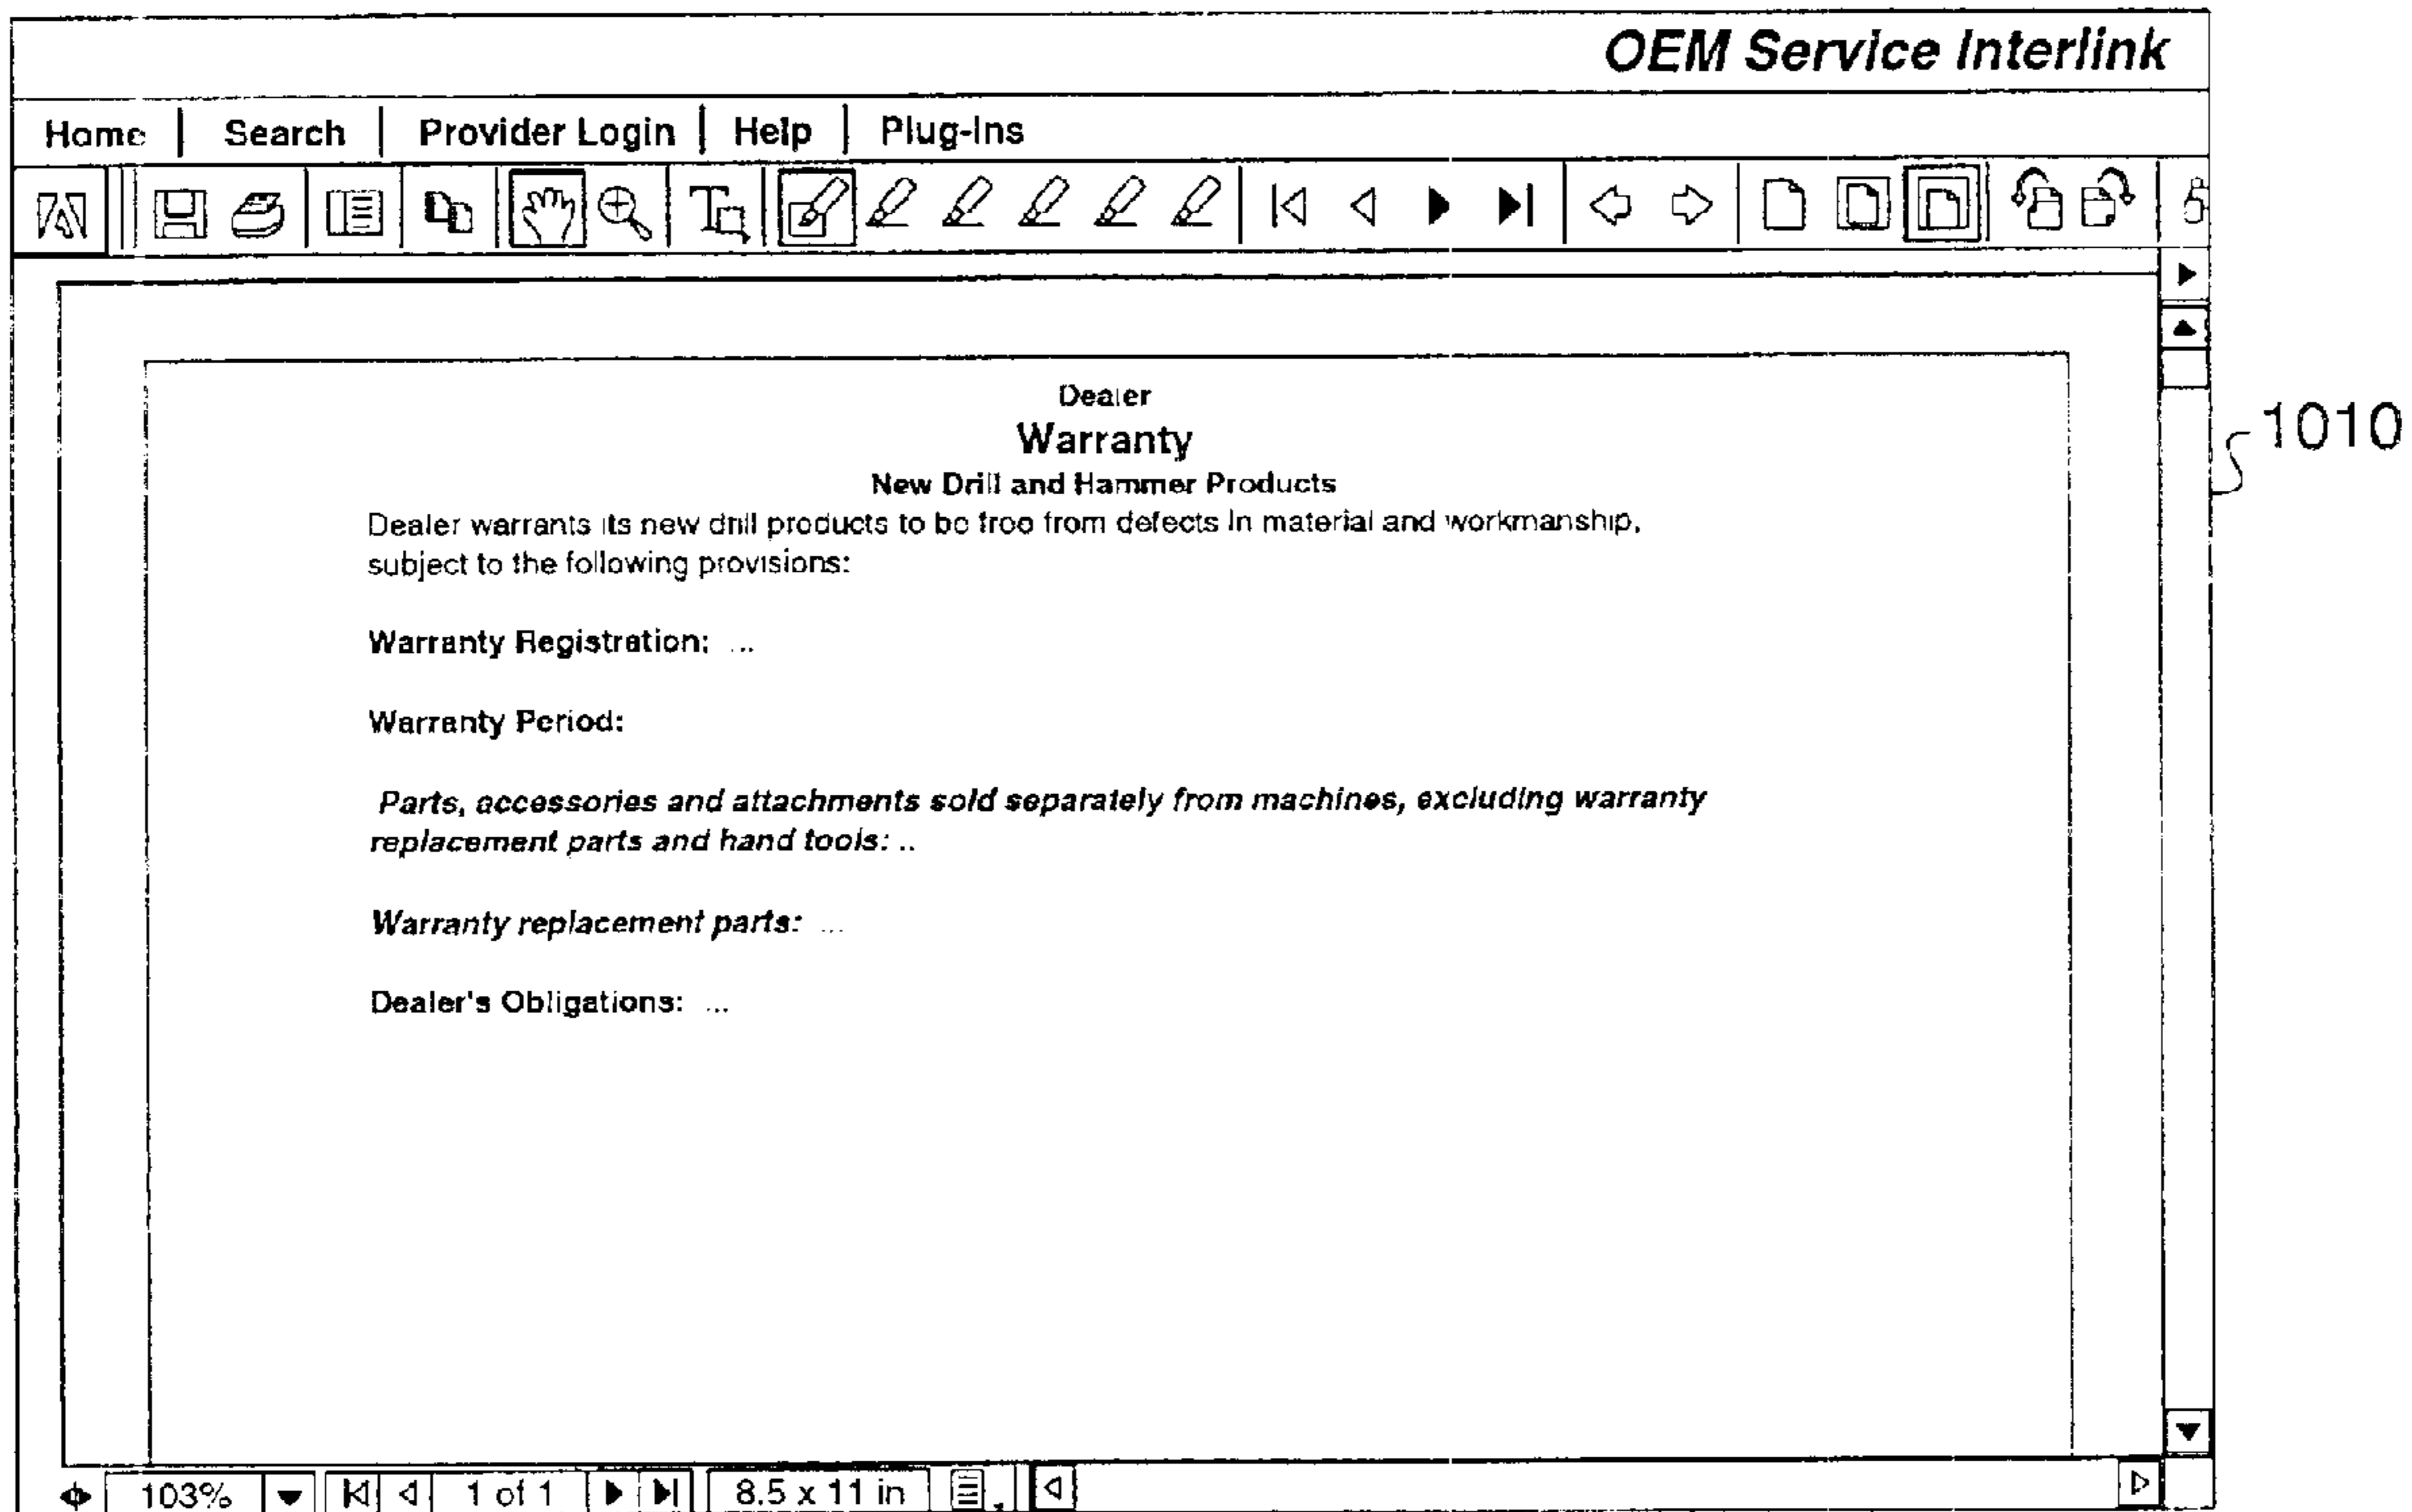 OEM Service Interlink
Home | Search | Provider Login | Help | Plug-Ins
Dealer
Warranty
New Drill and Hammer Products
Dealer warrants its new drill products to be free from defects in material and workmanship,
subject to the following provisions:
Warranty Registration: ...
Warranty Period:
Parts, accessories and attachments sold separately from machines, excluding warranty
replacement parts and hand tools: ..
Warranty replacement parts: ...
Dealer's Obligations: ...
1010
103% 1 of 1 8.5 x 11 in